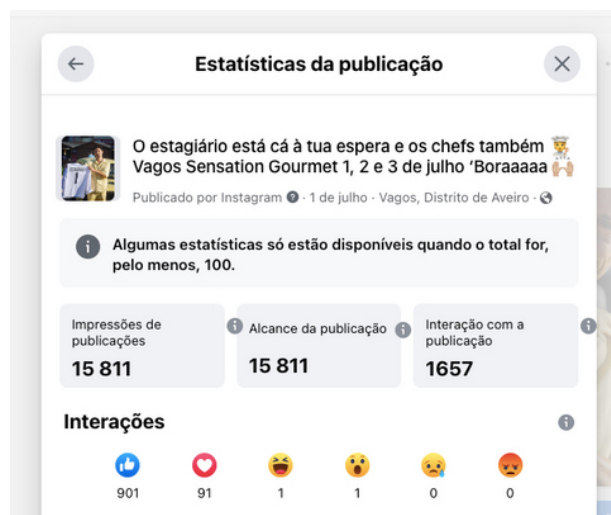 Estatísticas da publicação
O estagiário está cá à tua espera e os chefs também 👨‍🍳
Vagos Sensation Gourmet 1, 2 e 3 de julho ‘Boraaaaa 🙌🏼
Publicado por Instagram · 1 de julho · Vagos, Distrito de Aveiro ·
Algumas estatísticas só estão disponíveis quando o total for,
pelo menos, 100.
Impressões de
publicações
15 811
Alcance da publicação
15 811
Interação com a
publicação
1657
Interações
901 91 1 1 0 0